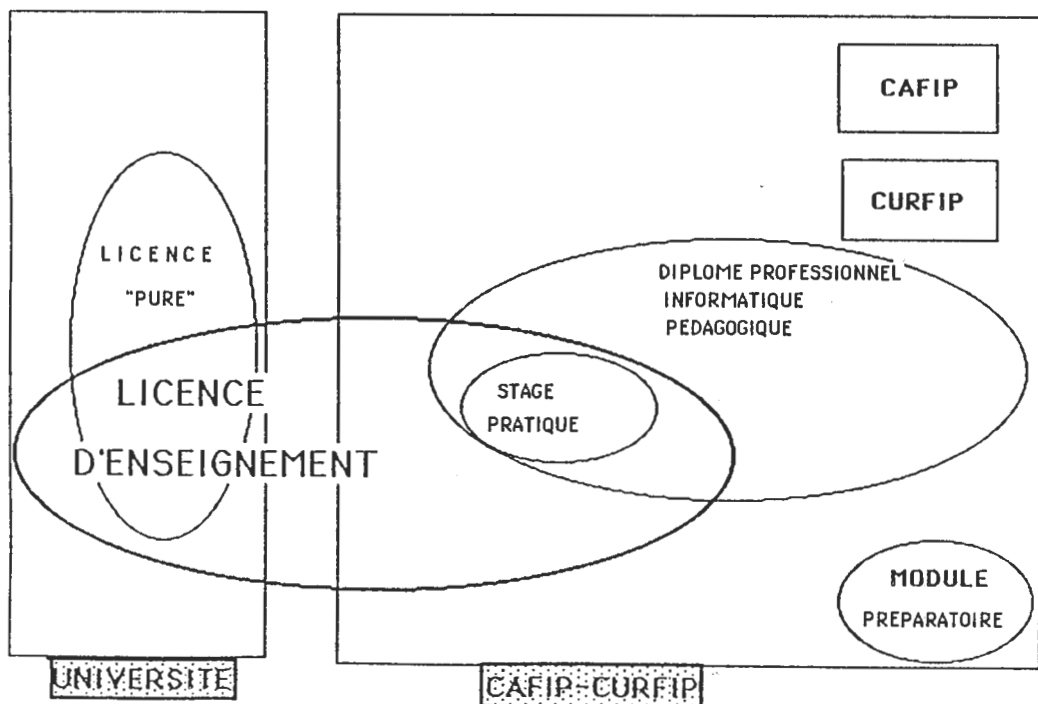 CAFIP
CURFIP
LICENCE
"PURE"
DIPLOME PROFESSIONNEL
INFORMATIQUE
PEDAGOGIQUE
LICENCE
D'ENSEIGNEMENT
STAGE
PRATIQUE
MODULE
PREPARATOIRE
UNIVERSITE
CAFIP-CURFIP